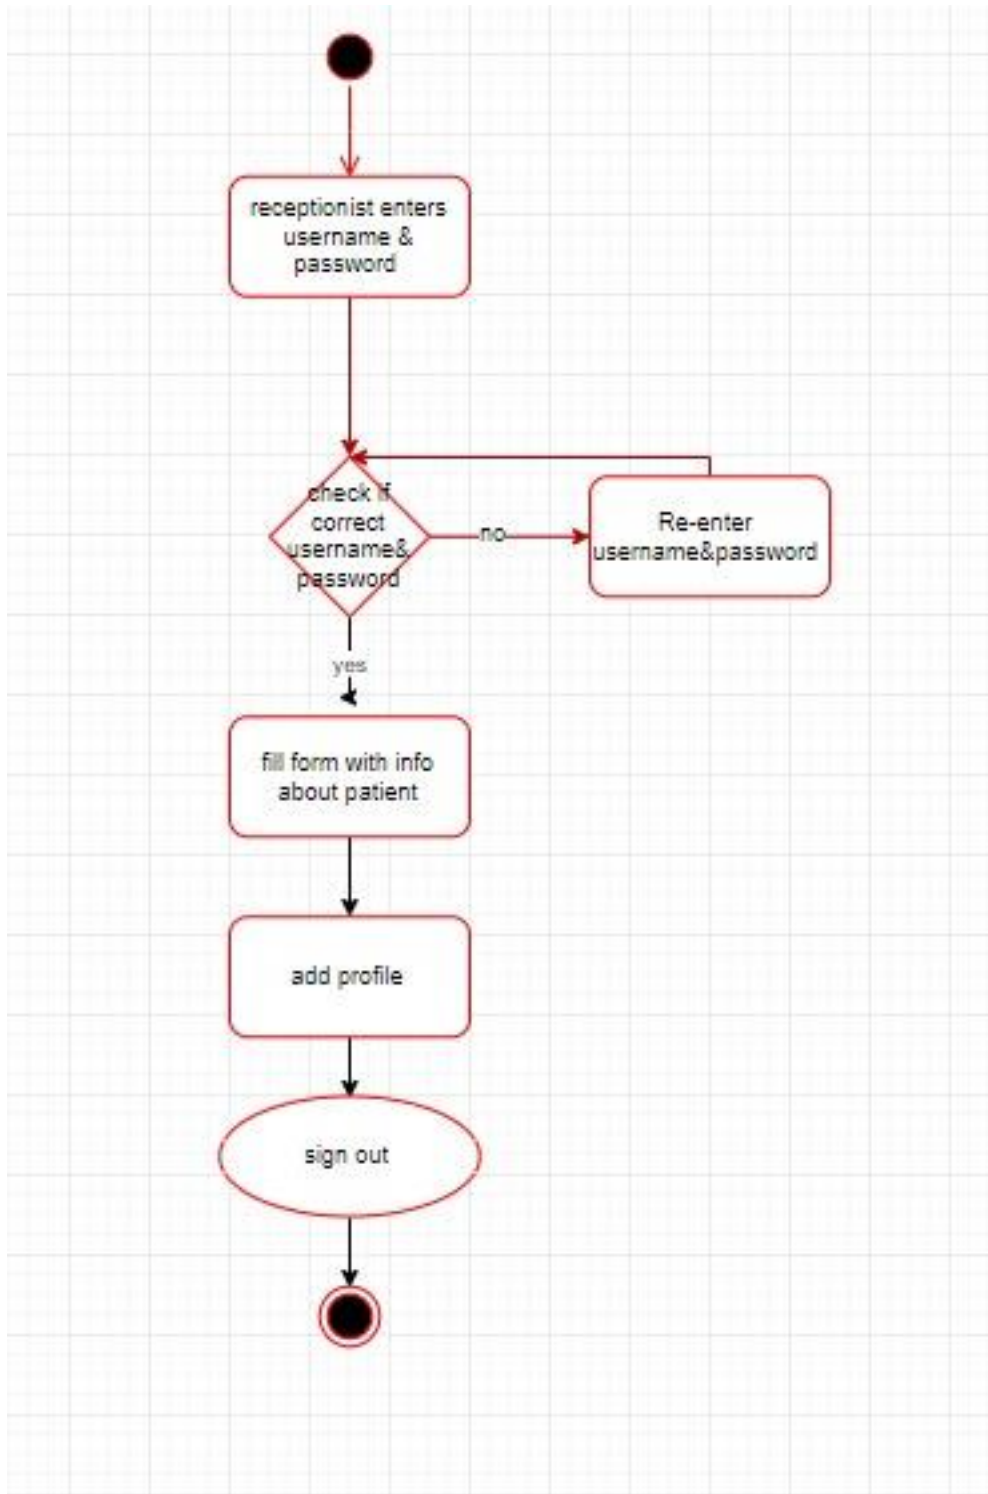 receptionist enters
username &
password
check if
correct
username&
password
no
Re-enter
username&password
yes
fill form with info
about patient
add profile
sign out